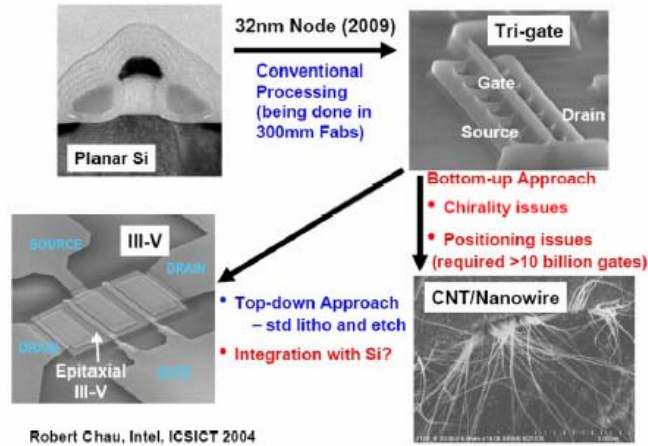 32nm Node (2009)
Tri-gate
Conventional
Processing
(being done in
300mm Fabs)
Gate
Drain
Source
Planar Si
Bottom-up Approach
• Chirality issues
• Positioning issues
(required >10 billion gates)
SOURCE
III-V
DRAIN
• Top-down Approach
– std litho and etch
• Integration with Si?
CNT/Nanowire
DRAIN
Epitaxial
III-V
GATE
Robert Chau, Intel, ICSICT 2004